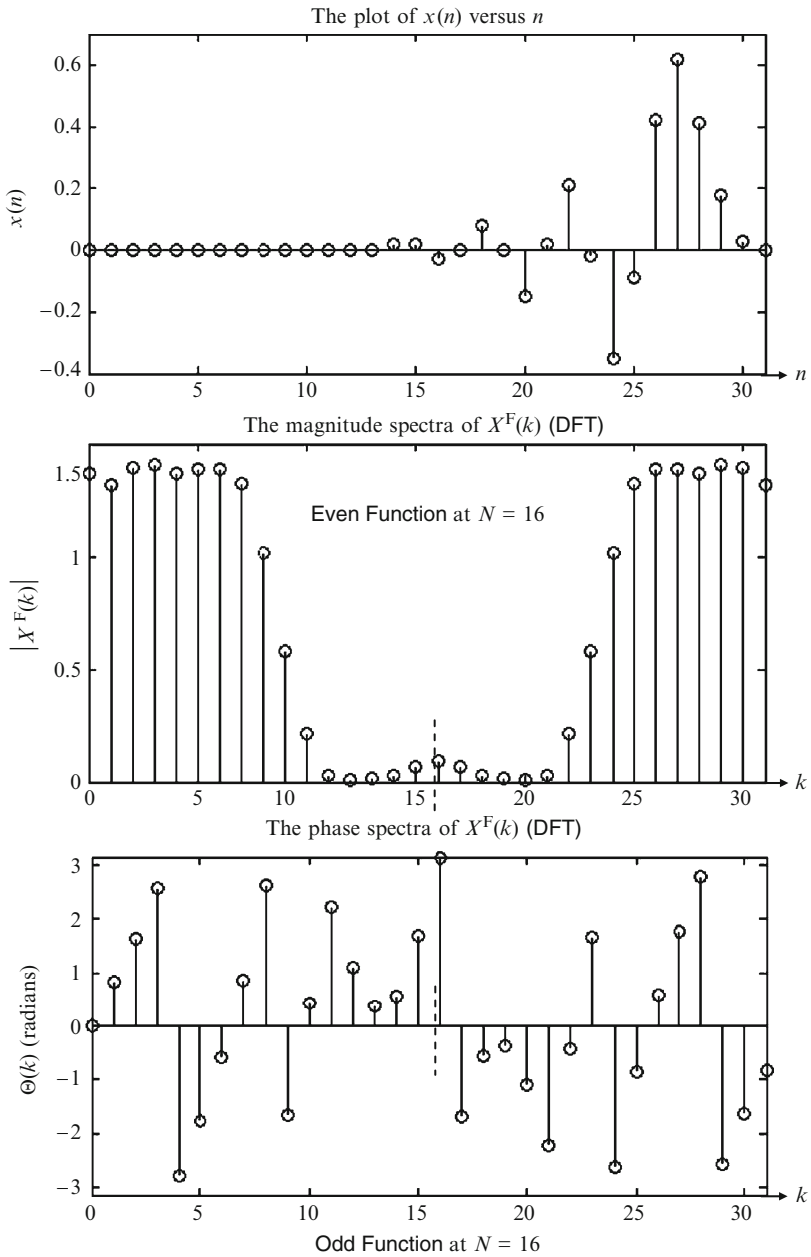 The plot of x(n) versus n
0.6
0.4
0.2
0
−0.2
−0.4
x(n)
0 5 10 15 20 25 30 n
The magnitude spectra of X^F(k) (DFT)
1.5
1
0.5
0
Even Function at N = 16
|X^F(k)|
0 5 10 15 20 25 30 k
The phase spectra of X^F(k) (DFT)
3
2
1
0
−1
−2
−3
Θ(k) (radians)
0 5 10 15 20 25 30 k
Odd Function at N = 16